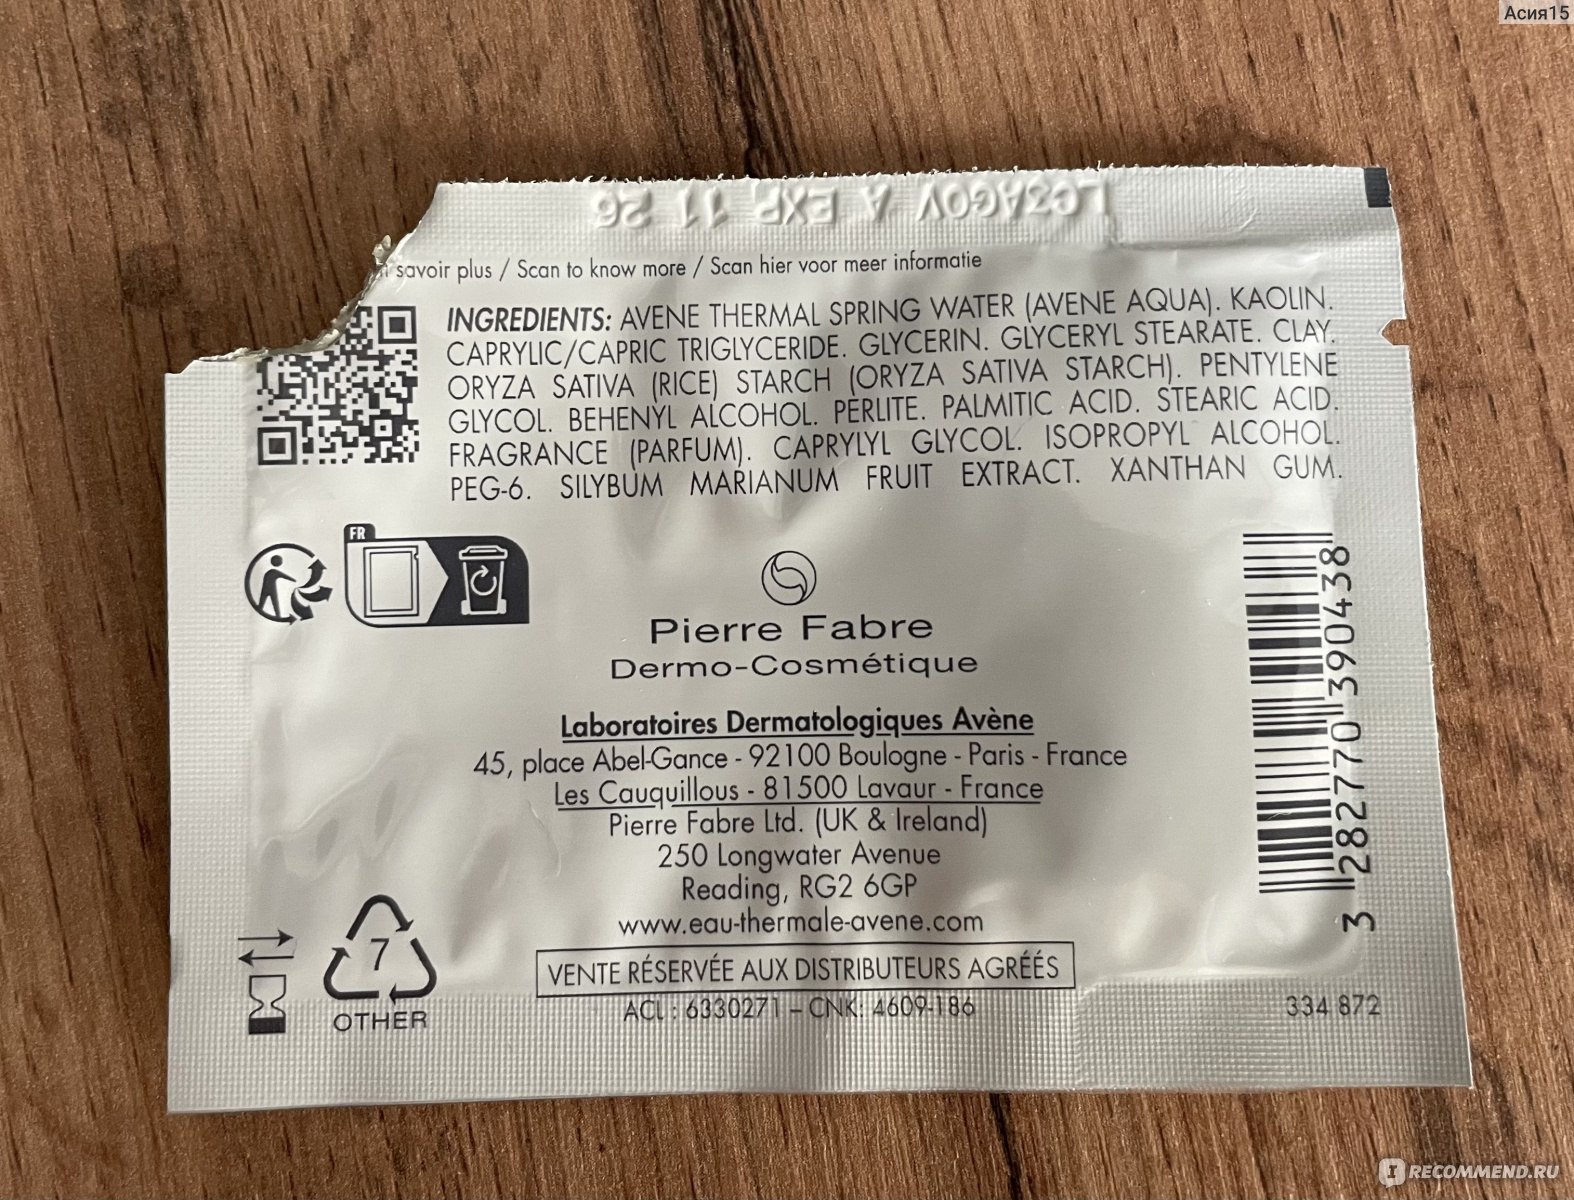 Асия15
EXP 11 26
savoir plus / Scan to know more / Scan hier voor meer informatie
INGREDIENTS: AVENE THERMAL SPRING WATER (AVENE AQUA). KAOLIN.
CAPRYLIC/CAPRIC TRIGLYCERIDE. GLYCERIN. GLYCERYL STEARATE. CLAY.
ORYZA SATIVA (RICE) STARCH (ORYZA SATIVA STARCH). PENTYLENE
GLYCOL. BEHENYL ALCOHOL. PERLITE. PALMITIC ACID. STEARIC ACID.
FRAGRANCE (PARFUM). CAPRYLYL GLYCOL. ISOPROPYL ALCOHOL.
PEG-6. SILYBUM MARIANUM FRUIT EXTRACT. XANTHAN GUM.
FR
Pierre Fabre
Dermo-Cosmétique
Laboratoires Dermatologiques Avène
45, place Abel-Gance - 92100 Boulogne - Paris - France
Les Cauquillous - 81500 Lavaur - France
Pierre Fabre Ltd. (UK & Ireland)
250 Longwater Avenue
Reading, RG2 6GP
www.eau-thermale-avene.com
VENTE RÉSERVÉE AUX DISTRIBUTEURS AGRÉÉS
ACL : 6330271 – CNK: 4609-186
7
OTHER
3 282770 390438
334 872
IRECOMMEND.RU